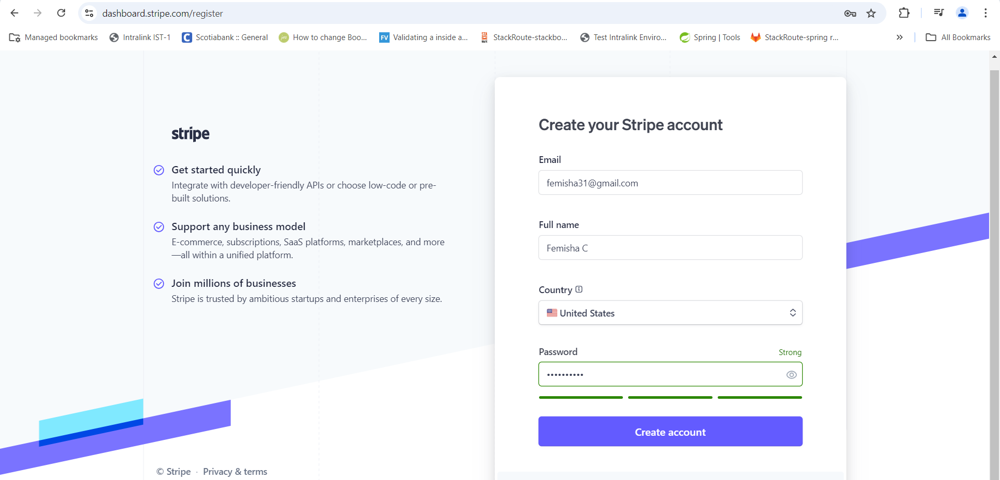 dashboard.stripe.com/register
Managed bookmarks
Intralink IST-1
Scotiabank :: General
How to change Boo...
FV Validating a inside a...
StackRoute-stackbo...
Test Intralink Enviro...
Spring | Tools
StackRoute-spring r...
All Bookmarks
stripe
Get started quickly
Integrate with developer-friendly APIs or choose low-code or pre-
built solutions.
Support any business model
E-commerce, subscriptions, SaaS platforms, marketplaces, and more
—all within a unified platform.
Join millions of businesses
Stripe is trusted by ambitious startups and enterprises of every size.
© Stripe · Privacy & terms
Create your Stripe account
Email
femisha31@gmail.com
Full name
Femisha C
Country
United States
Password
Strong
••••••••••
Create account